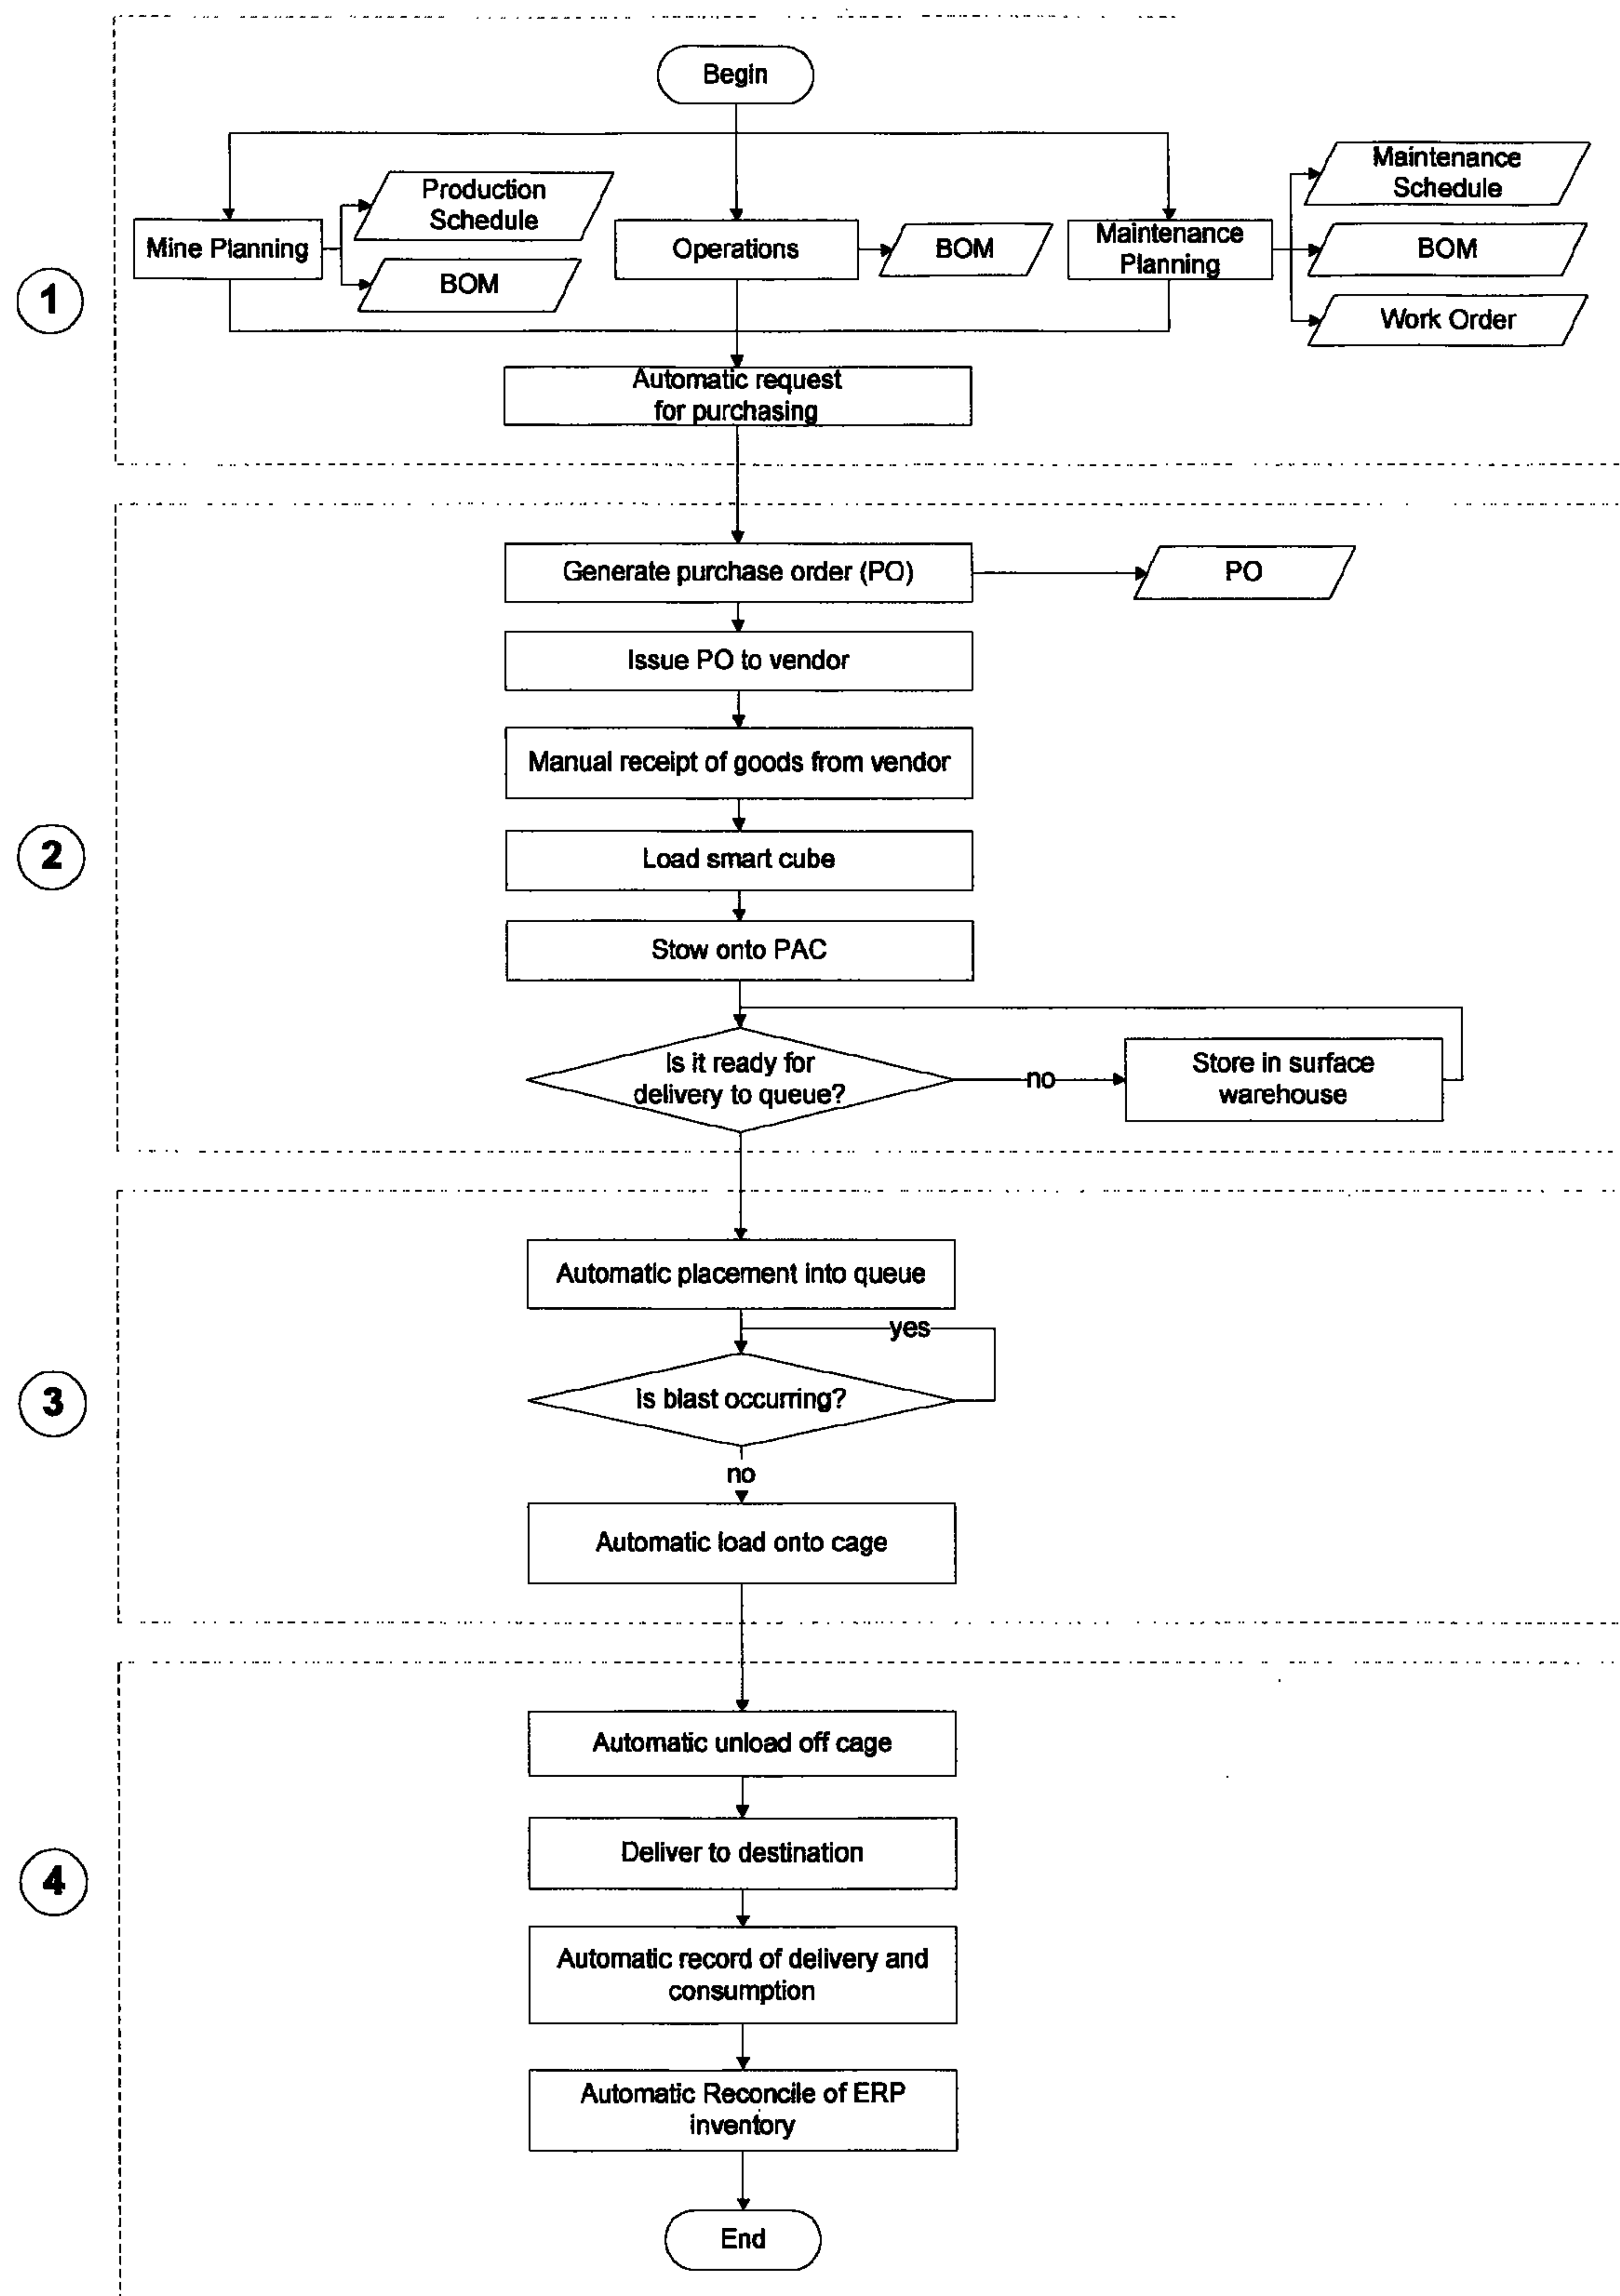 Begin
Production
Schedule
Mine Planning
BOM
Operations
BOM
Maintenance
Planning
Maintenance
Schedule
BOM
Work Order
1
Automatic request
for purchasing
Generate purchase order (PO)
PO
Issue PO to vendor
Manual receipt of goods from vendor
2
Load smart cube
Stow onto PAC
Is it ready for
delivery to queue?
no
Store in surface
warehouse
Automatic placement into queue
yes
3
Is blast occurring?
no
Automatic load onto cage
Automatic unload off cage
Deliver to destination
4
Automatic record of delivery and
consumption
Automatic Reconcile of ERP
inventory
End